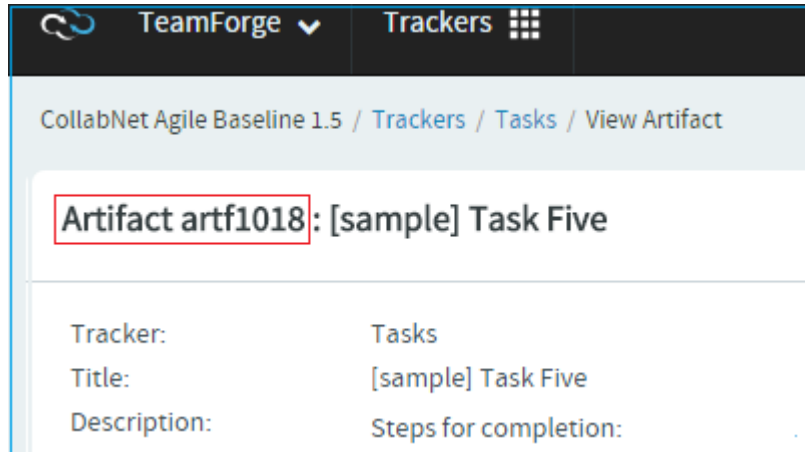 TeamForge Trackers
CollabNet Agile Baseline 1.5 / Trackers / Tasks / View Artifact
Artifact artf1018 : [sample] Task Five
Tracker: Tasks
Title: [sample] Task Five
Description: Steps for completion: